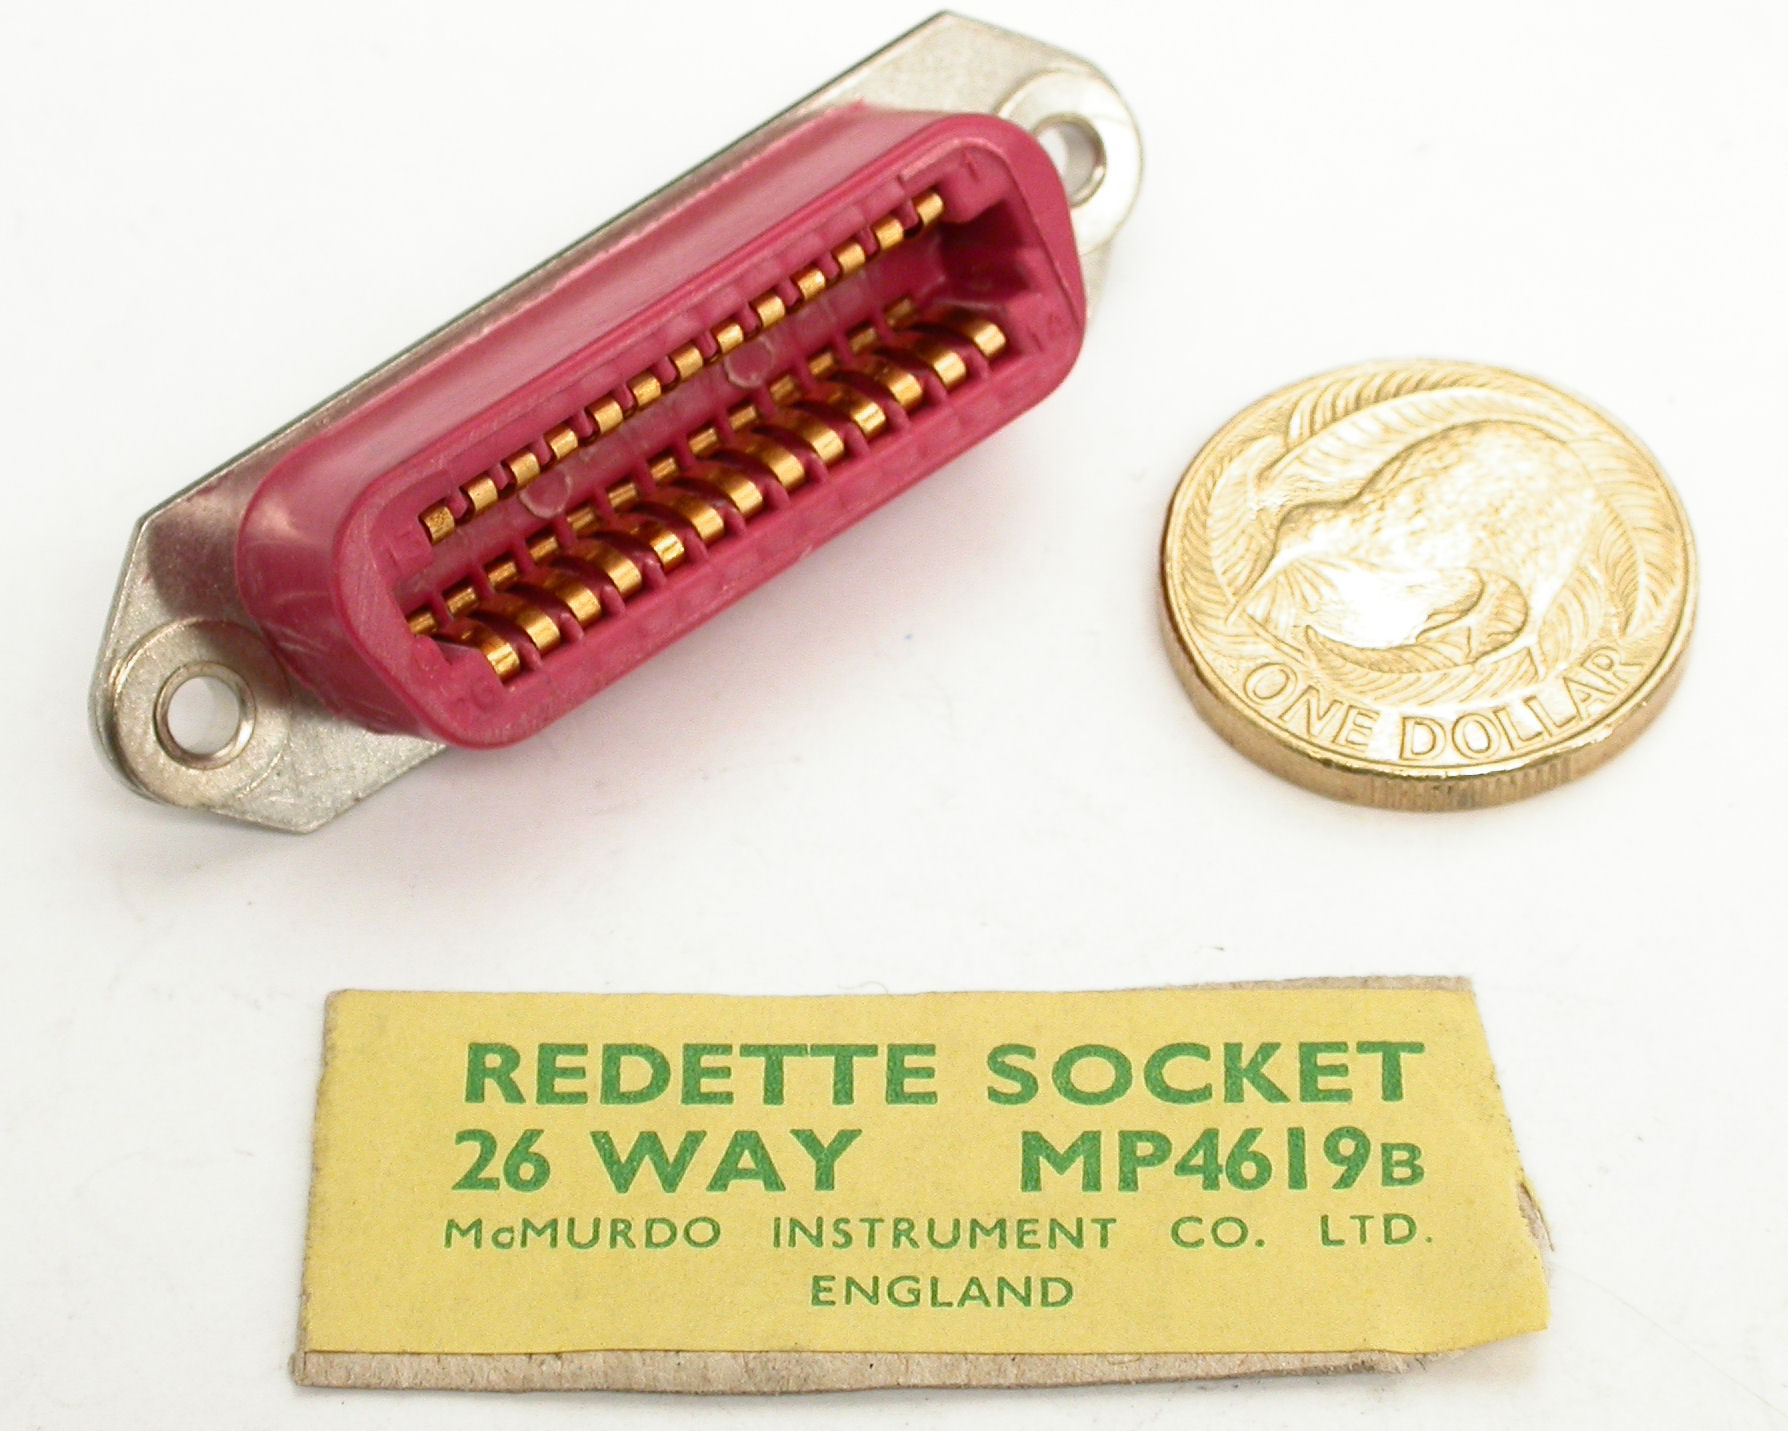 ONE DOLLAR
REDETTE SOCKET
26 WAY MP4619B
McMURDO INSTRUMENT CO. LTD.
ENGLAND